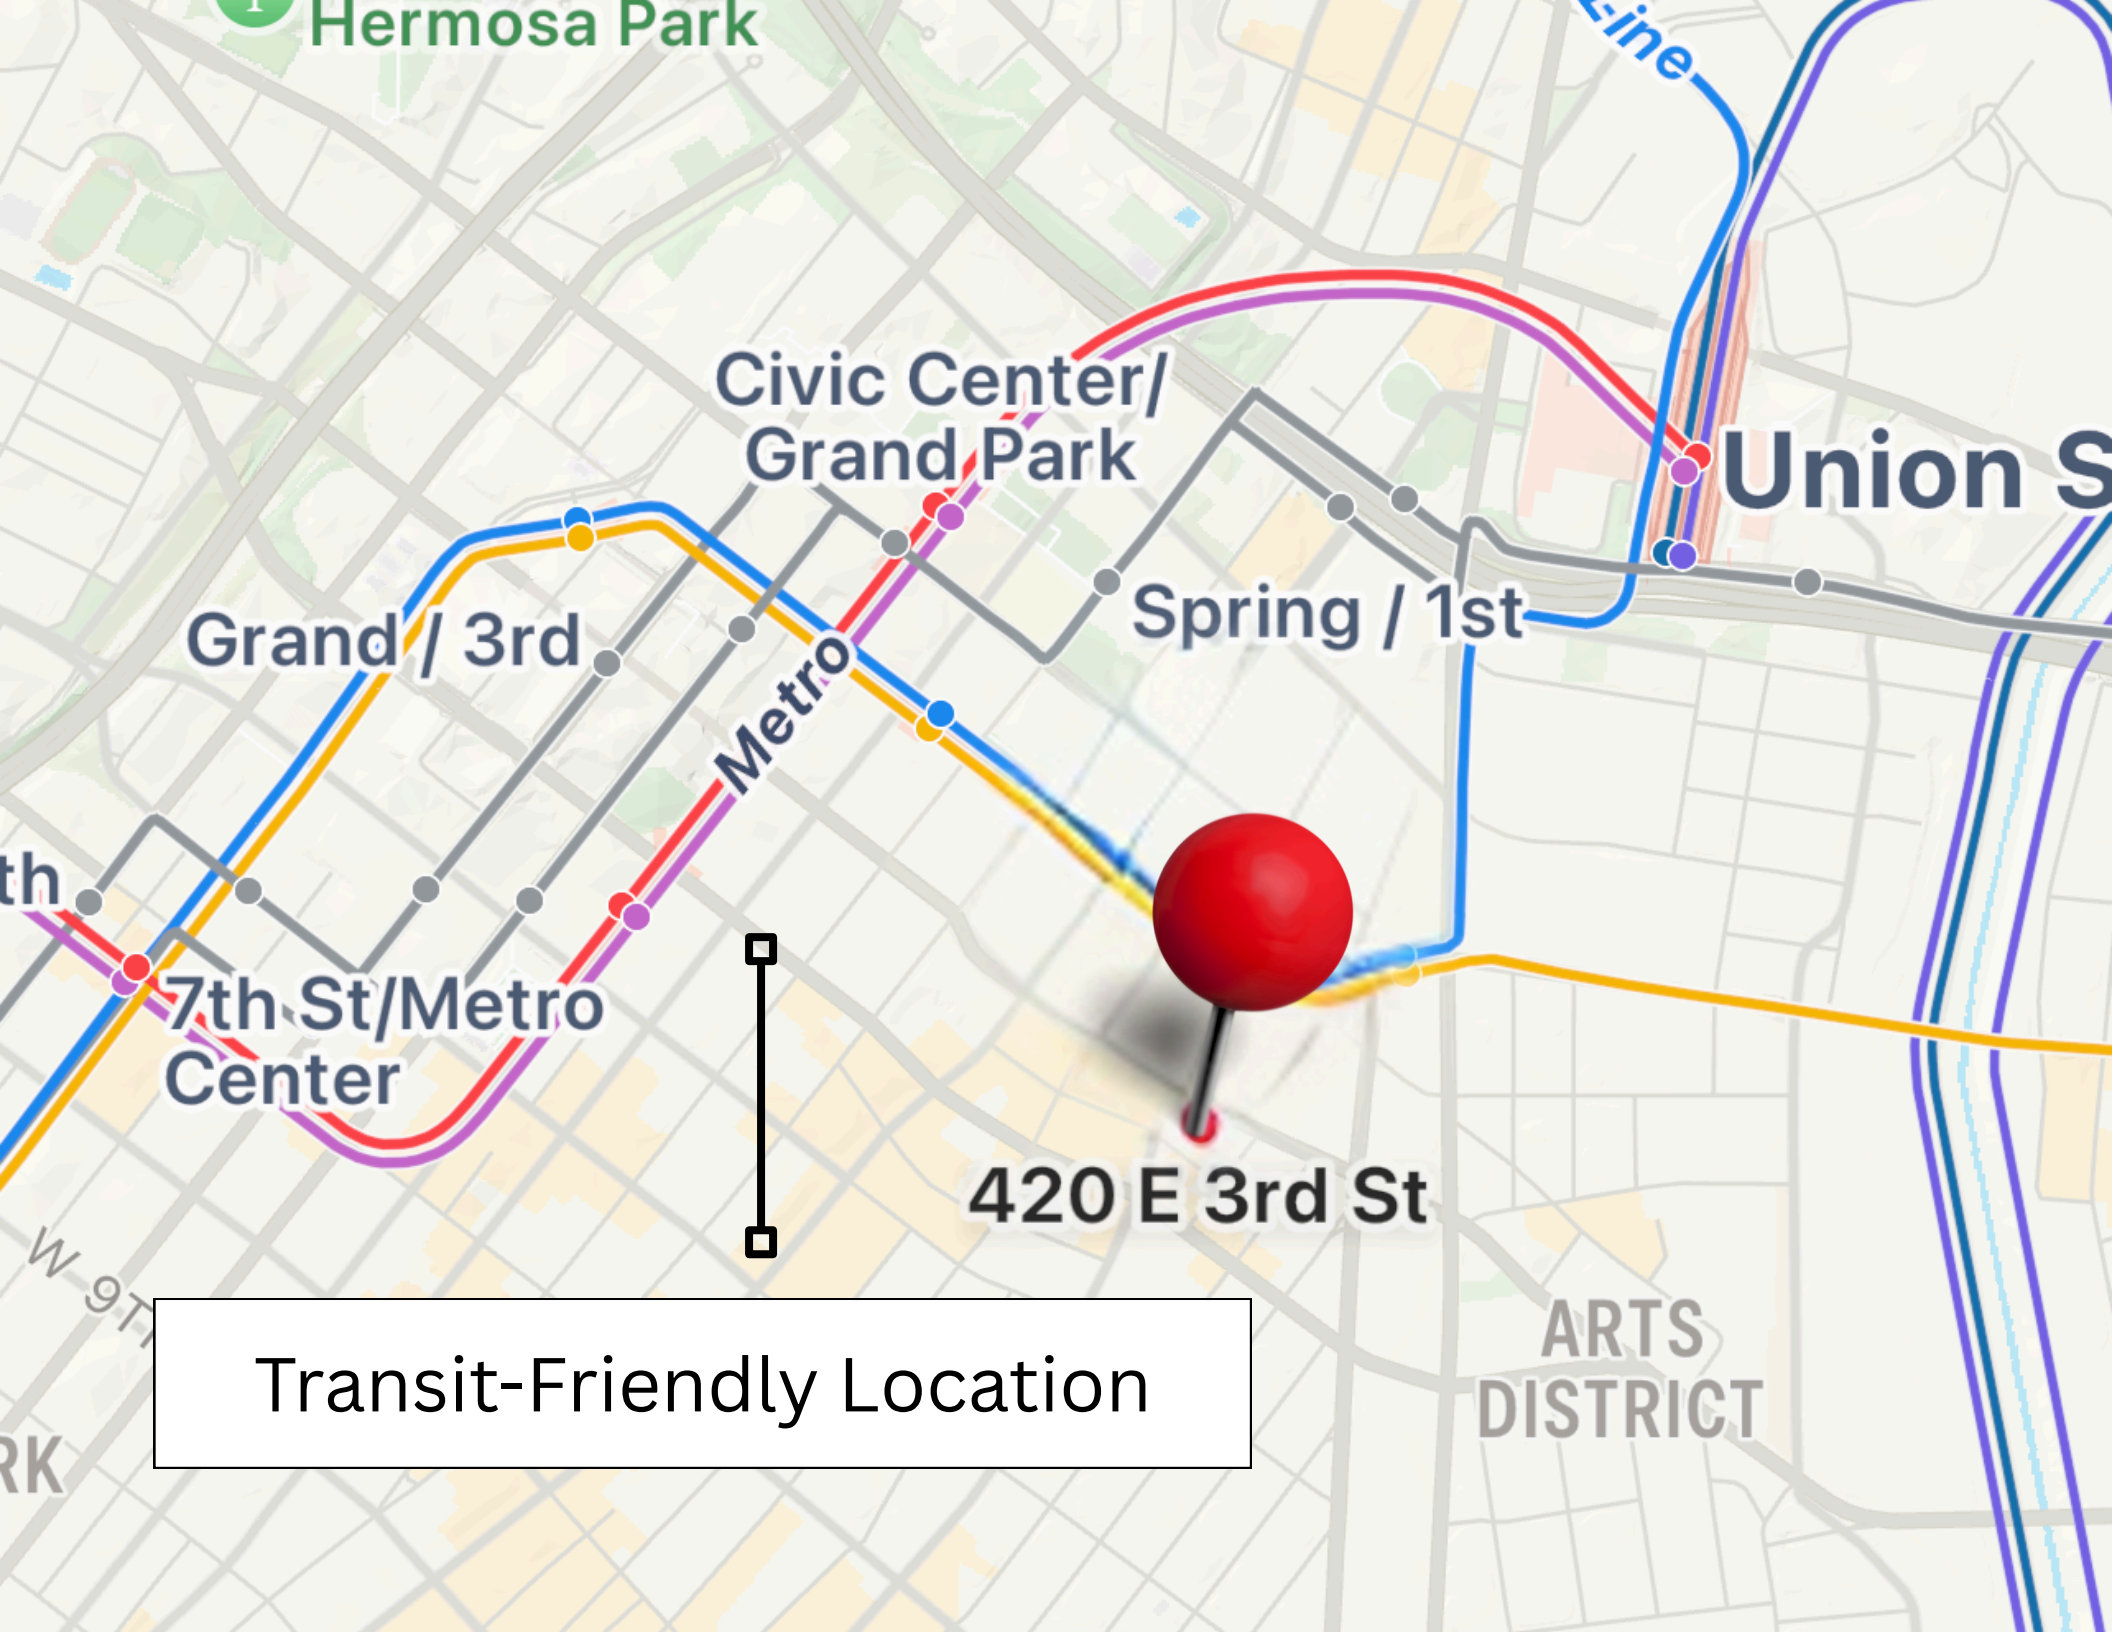 Hermosa Park
Line
Civic Center/
Grand Park
Union S
Grand / 3rd
Spring / 1st
Metro
th
7th St/Metro
Center
420 E 3rd St
W 9T
Transit-Friendly Location
ARTS
DISTRICT
RK